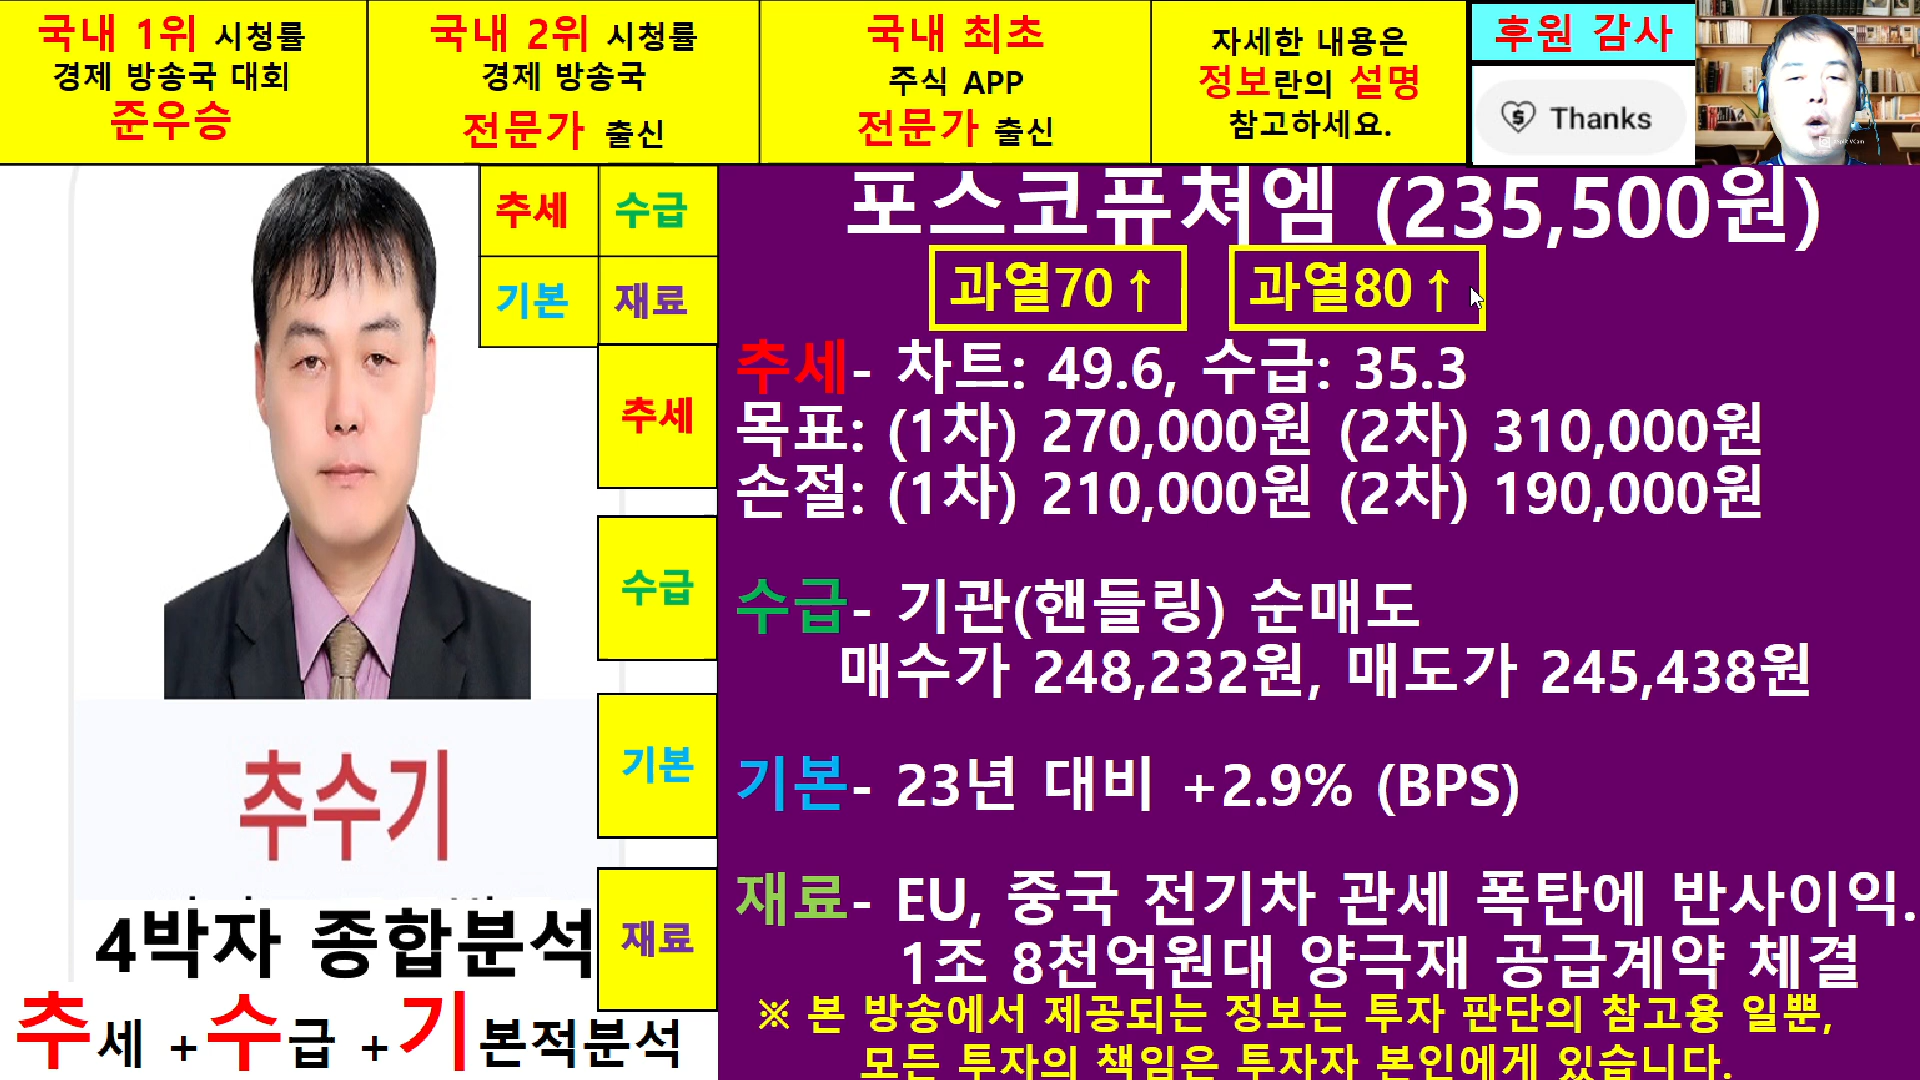 국내 1위 시청률
경제 방송국 대회
준우승
국내 2위 시청률
경제 방송국
전문가 출신
국내 최초
주식 APP
전문가 출신
자세한 내용은
정보란의 설명
참고하세요.
후원 감사
Thanks
추세 수급
기본 재료
추세
수급
기본
재료
추수기
4박자 종합분석
추세 + 수급 + 기본적분석
포스코퓨쳐엠 (235,500원)
과열70↑ 과열80↑
추세- 차트: 49.6, 수급: 35.3
목표: (1차) 270,000원 (2차) 310,000원
손절: (1차) 210,000원 (2차) 190,000원
수급- 기관(핸들링) 순매도
매수가 248,232원, 매도가 245,438원
기본- 23년 대비 +2.9% (BPS)
재료- EU, 중국 전기차 관세 폭탄에 반사이익.
1조 8천억원대 양극재 공급계약 체결
※ 본 방송에서 제공되는 정보는 투자 판단의 참고용 일뿐,
모든 투자의 책임은 투자자 본인에게 있습니다.